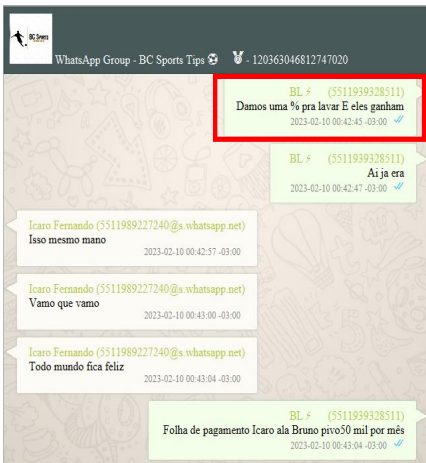 BC Sports
WhatsApp Group - BC Sports Tips ⚽ 🏅 - 120363046812747020
BL ⚡ (5511939328511)
Damos uma % pra lavar E eles ganham
2023-02-10 00:42:45 -03:00
BL ⚡ (5511939328511)
Ai ja era
2023-02-10 00:42:47 -03:00
Icaro Fernando (5511989227240@s.whatsapp.net)
Isso mesmo mano
2023-02-10 00:42:57 -03:00
Icaro Fernando (5511989227240@s.whatsapp.net)
Vamo que vamo
2023-02-10 00:43:00 -03:00
Icaro Fernando (5511989227240@s.whatsapp.net)
Todo mundo fica feliz
2023-02-10 00:43:04 -03:00
BL ⚡ (5511939328511)
Folha de pagamento Icaro ala Bruno pivo50 mil por mês
2023-02-10 00:43:04 -03:00